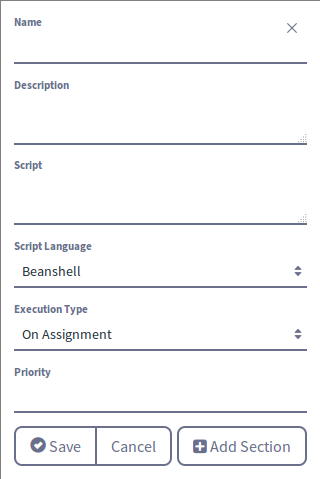 Name
Description
Script
Script Language
Beanshell
Execution Type
On Assignment
Priority
Save Cancel Add Section